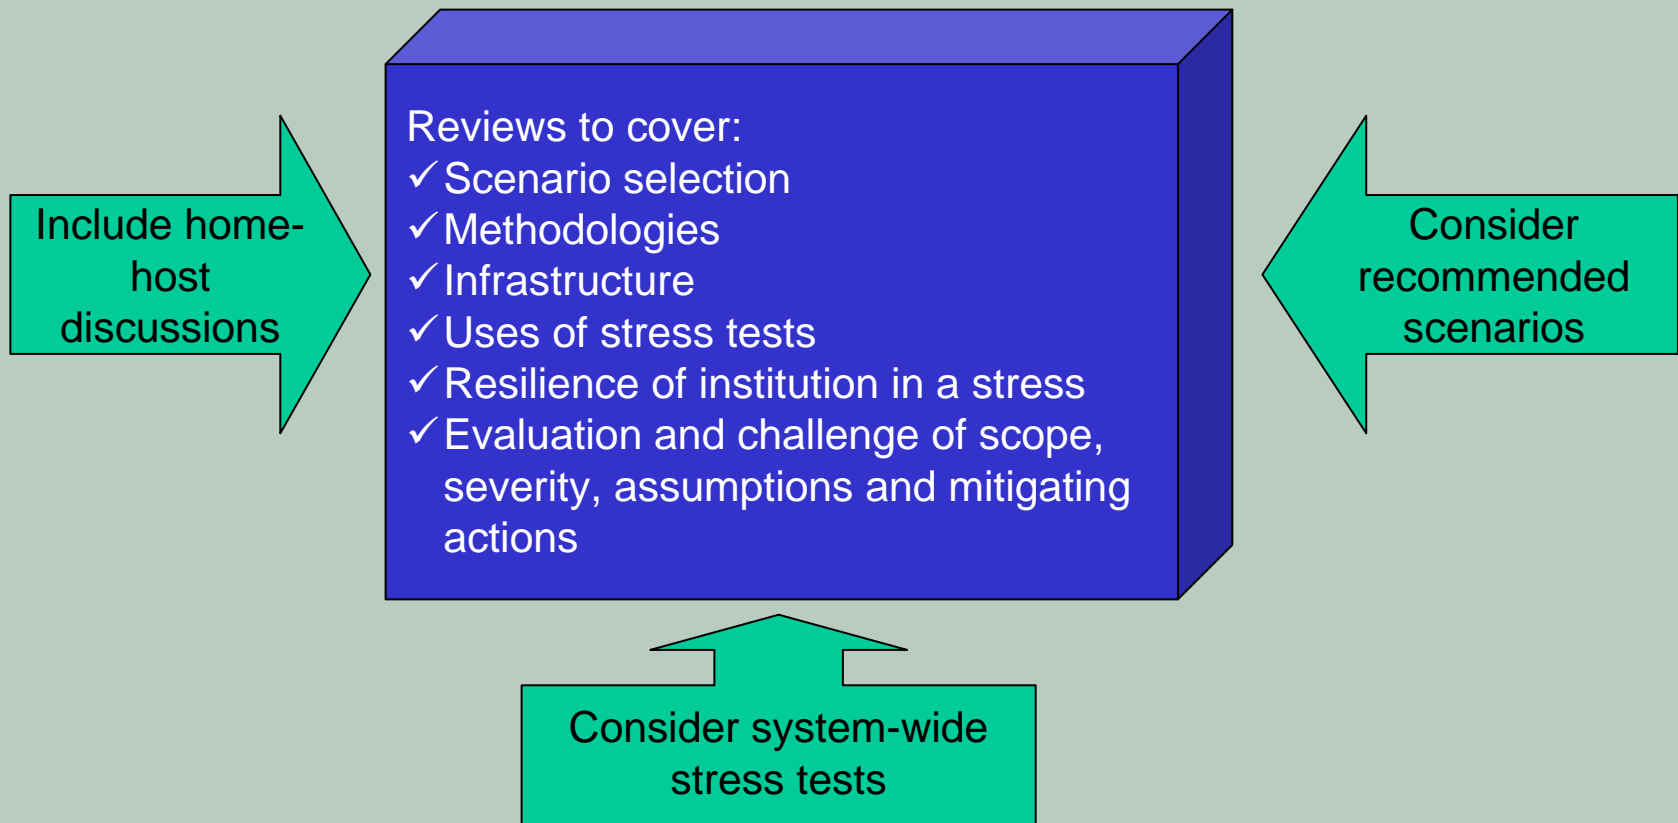 Reviews to cover:
✓ Scenario selection
✓ Methodologies
✓ Infrastructure
✓ Uses of stress tests
✓ Resilience of institution in a stress
✓ Evaluation and challenge of scope,
severity, assumptions and mitigating
actions
Include home-
host
discussions
Consider
recommended
scenarios
Consider system-wide
stress tests